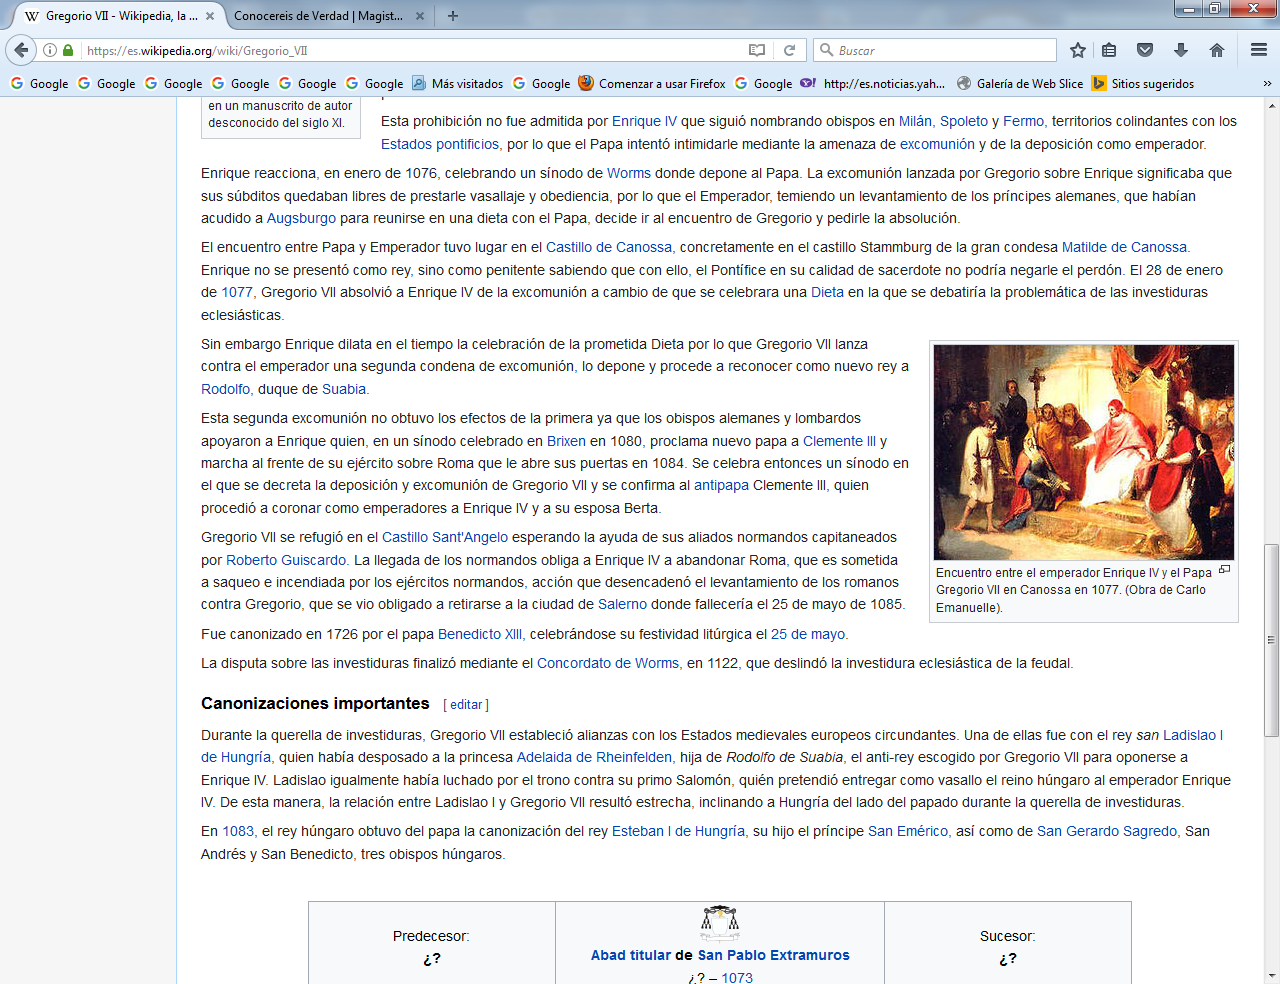 Gregorio VII - Wikipedia, la ...
Conocereis de Verdad | Magist...
https://es.wikipedia.org/wiki/Gregorio_VII
Buscar
Google
Google
Google
Google
Google
Google
Más visitados
Google
Comenzar a usar Firefox
Google
http://es.noticias.yah...
Galería de Web Slice
Sitios sugeridos
en un manuscrito de autor
desconocido del siglo XI.
Esta prohibición no fue admitida por Enrique IV que siguió nombrando obispos en Milán, Spoleto y Fermo, territorios colindantes con los
Estados pontificios, por lo que el Papa intentó intimidarle mediante la amenaza de excomunión y de la deposición como emperador.
Enrique reacciona, en enero de 1076, celebrando un sínodo de Worms donde depone al Papa. La excomunión lanzada por Gregorio sobre Enrique significaba que
sus súbditos quedaban libres de prestarle vasallaje y obediencia, por lo que el Emperador, temiendo un levantamiento de los príncipes alemanes, que habían
acudido a Augsburgo para reunirse en una dieta con el Papa, decide ir al encuentro de Gregorio y pedirle la absolución.
El encuentro entre Papa y Emperador tuvo lugar en el Castillo de Canossa, concretamente en el castillo Stammburg de la gran condesa Matilde de Canossa.
Enrique no se presentó como rey, sino como penitente sabiendo que con ello, el Pontífice en su calidad de sacerdote no podría negarle el perdón. El 28 de enero
de 1077, Gregorio VII absolvió a Enrique IV de la excomunión a cambio de que se celebrara una Dieta en la que se debatiría la problemática de las investiduras
eclesiásticas.
Sin embargo Enrique dilata en el tiempo la celebración de la prometida Dieta por lo que Gregorio VII lanza
contra el emperador una segunda condena de excomunión, lo depone y procede a reconocer como nuevo rey a
Rodolfo, duque de Suabia.
Esta segunda excomunión no obtuvo los efectos de la primera ya que los obispos alemanes y lombardos
apoyaron a Enrique quien, en un sínodo celebrado en Brixen en 1080, proclama nuevo papa a Clemente III y
marcha al frente de su ejército sobre Roma que le abre sus puertas en 1084. Se celebra entonces un sínodo en
el que se decreta la deposición y excomunión de Gregorio VII y se confirma al antipapa Clemente III, quien
procedió a coronar como emperadores a Enrique IV y a su esposa Berta.
Gregorio VII se refugió en el Castillo Sant'Angelo esperando la ayuda de sus aliados normandos capitaneados
por Roberto Guiscardo. La llegada de los normandos obliga a Enrique IV a abandonar Roma, que es sometida
a saqueo e incendiada por los ejércitos normandos, acción que desencadenó el levantamiento de los romanos
contra Gregorio, que se vio obligado a retirarse a la ciudad de Salerno donde fallecería el 25 de mayo de 1085.
Encuentro entre el emperador Enrique IV y el Papa
Gregorio VII en Canossa en 1077. (Obra de Carlo
Emanuelle).
Fue canonizado en 1726 por el papa Benedicto XIII, celebrándose su festividad litúrgica el 25 de mayo.
La disputa sobre las investiduras finalizó mediante el Concordato de Worms, en 1122, que deslindó la investidura eclesiástica de la feudal.
Canonizaciones importantes [ editar ]
Durante la querella de investiduras, Gregorio VII estableció alianzas con los Estados medievales europeos circundantes. Una de ellas fue con el rey san Ladislao I
de Hungría, quien había desposado a la princesa Adelaida de Rheinfelden, hija de Rodolfo de Suabia, el anti-rey escogido por Gregorio VII para oponerse a
Enrique IV. Ladislao igualmente había luchado por el trono contra su primo Salomón, quién pretendió entregar como vasallo el reino húngaro al emperador Enrique
IV. De esta manera, la relación entre Ladislao I y Gregorio VII resultó estrecha, inclinando a Hungría del lado del papado durante la querella de investiduras.
En 1083, el rey húngaro obtuvo del papa la canonización del rey Esteban I de Hungría, su hijo el príncipe San Emérico, así como de San Gerardo Sagredo, San
Andrés y San Benedicto, tres obispos húngaros.
Predecesor:
¿?
Abad titular de San Pablo Extramuros
¿? – 1073
Sucesor:
¿?